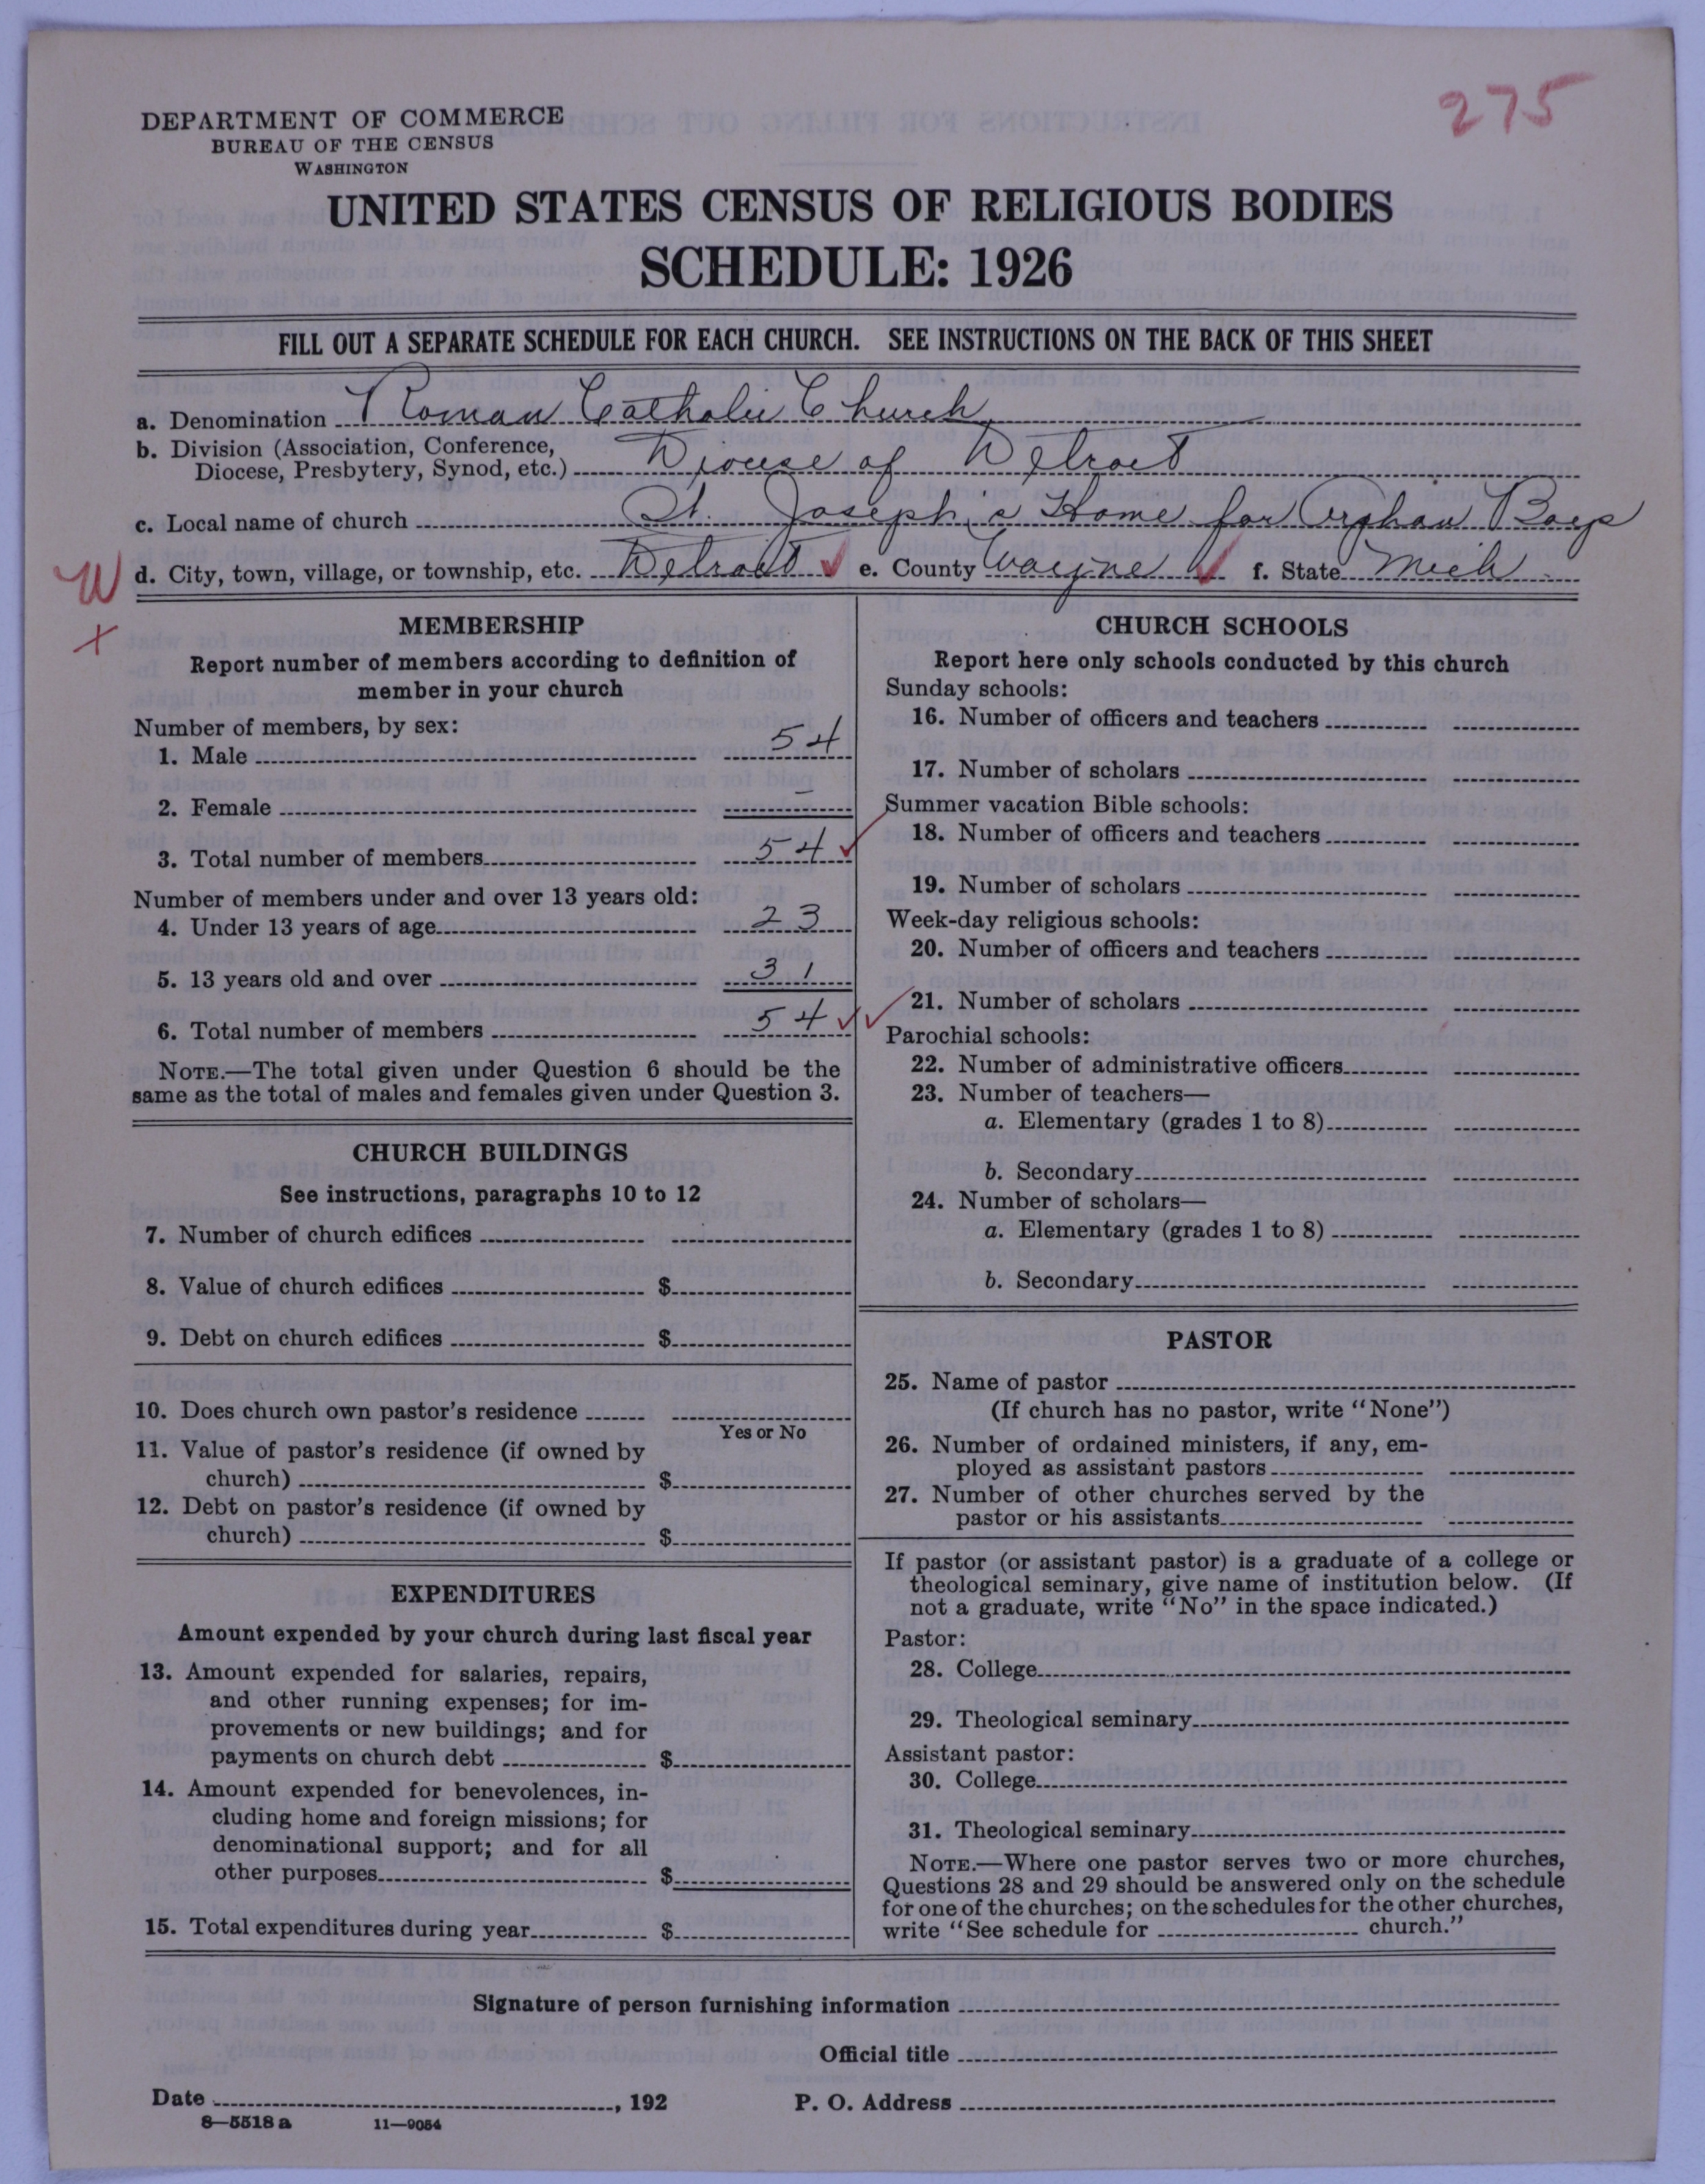 275
DEPARTMENT OF COMMERCE
BUREAU OF THE CENSUS
WASHINGTON
UNITED STATES CENSUS OF RELIGIOUS BODIES
SCHEDULE: 1926
FILL OUT A SEPARATE SCHEDULE FOR EACH CHURCH. SEE INSTRUCTIONS ON THE BACK OF THIS SHEET
a. Denomination Roman Catholic Church
b. Division (Association, Conference,
Diocese, Presbytery, Synod, etc.) Diocese of Detroit
c. Local name of church St. Joseph's Home for Orphan Boys
W d. City, town, village, or township, etc. Detroit ✓ e. County Wayne ✓ f. State Mich.
x
MEMBERSHIP
Report number of members according to definition of
member in your church
Number of members, by sex:
1. Male 54
2. Female –
3. Total number of members 54 ✓
Number of members under and over 13 years old:
4. Under 13 years of age 23
5. 13 years old and over 31
6. Total number of members 54 ✓ ✓
NOTE.—The total given under Question 6 should be the
same as the total of males and females given under Question 3.
CHURCH BUILDINGS
See instructions, paragraphs 10 to 12
7. Number of church edifices
8. Value of church edifices $
9. Debt on church edifices $
10. Does church own pastor's residence
Yes or No
11. Value of pastor's residence (if owned by
church) $
12. Debt on pastor's residence (if owned by
church) $
EXPENDITURES
Amount expended by your church during last fiscal year
13. Amount expended for salaries, repairs,
and other running expenses; for im-
provements or new buildings; and for
payments on church debt $
14. Amount expended for benevolences, in-
cluding home and foreign missions; for
denominational support; and for all
other purposes $
15. Total expenditures during year $
CHURCH SCHOOLS
Report here only schools conducted by this church
Sunday schools:
16. Number of officers and teachers
17. Number of scholars
Summer vacation Bible schools:
18. Number of officers and teachers
19. Number of scholars
Week-day religious schools:
20. Number of officers and teachers
21. Number of scholars
Parochial schools:
22. Number of administrative officers
23. Number of teachers—
a. Elementary (grades 1 to 8)
b. Secondary
24. Number of scholars—
a. Elementary (grades 1 to 8)
b. Secondary
PASTOR
25. Name of pastor
(If church has no pastor, write "None")
26. Number of ordained ministers, if any, em-
ployed as assistant pastors
27. Number of other churches served by the
pastor or his assistants
If pastor (or assistant pastor) is a graduate of a college or
theological seminary, give name of institution below. (If
not a graduate, write "No" in the space indicated.)
Pastor:
28. College
29. Theological seminary
Assistant pastor:
30. College
31. Theological seminary
NOTE.—Where one pastor serves two or more churches,
Questions 28 and 29 should be answered only on the schedule
for one of the churches; on the schedules for the other churches,
write "See schedule for church."
Signature of person furnishing information
Official title
Date , 192 P. O. Address
8—5518 a 11—9054